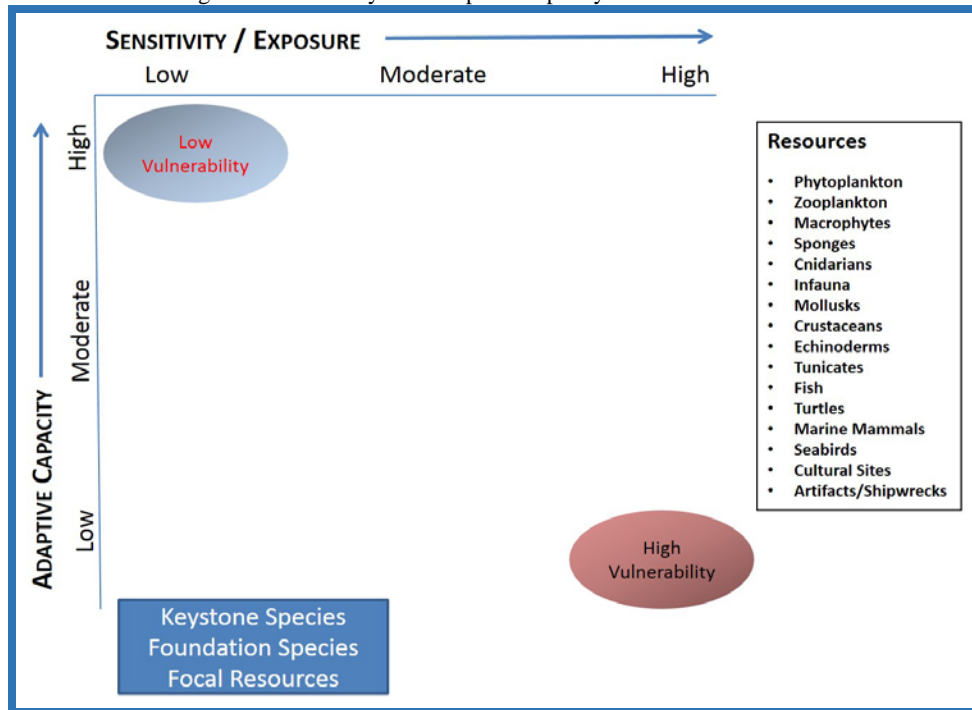 SENSITIVITY / EXPOSURE
Low Moderate High
ADAPTIVE CAPACITY
High
Moderate
Low
Low
Vulnerability
High
Vulnerability
Keystone Species
Foundation Species
Focal Resources
Resources
• Phytoplankton
• Zooplankton
• Macrophytes
• Sponges
• Cnidarians
• Infauna
• Mollusks
• Crustaceans
• Echinoderms
• Tunicates
• Fish
• Turtles
• Marine Mammals
• Seabirds
• Cultural Sites
• Artifacts/Shipwrecks